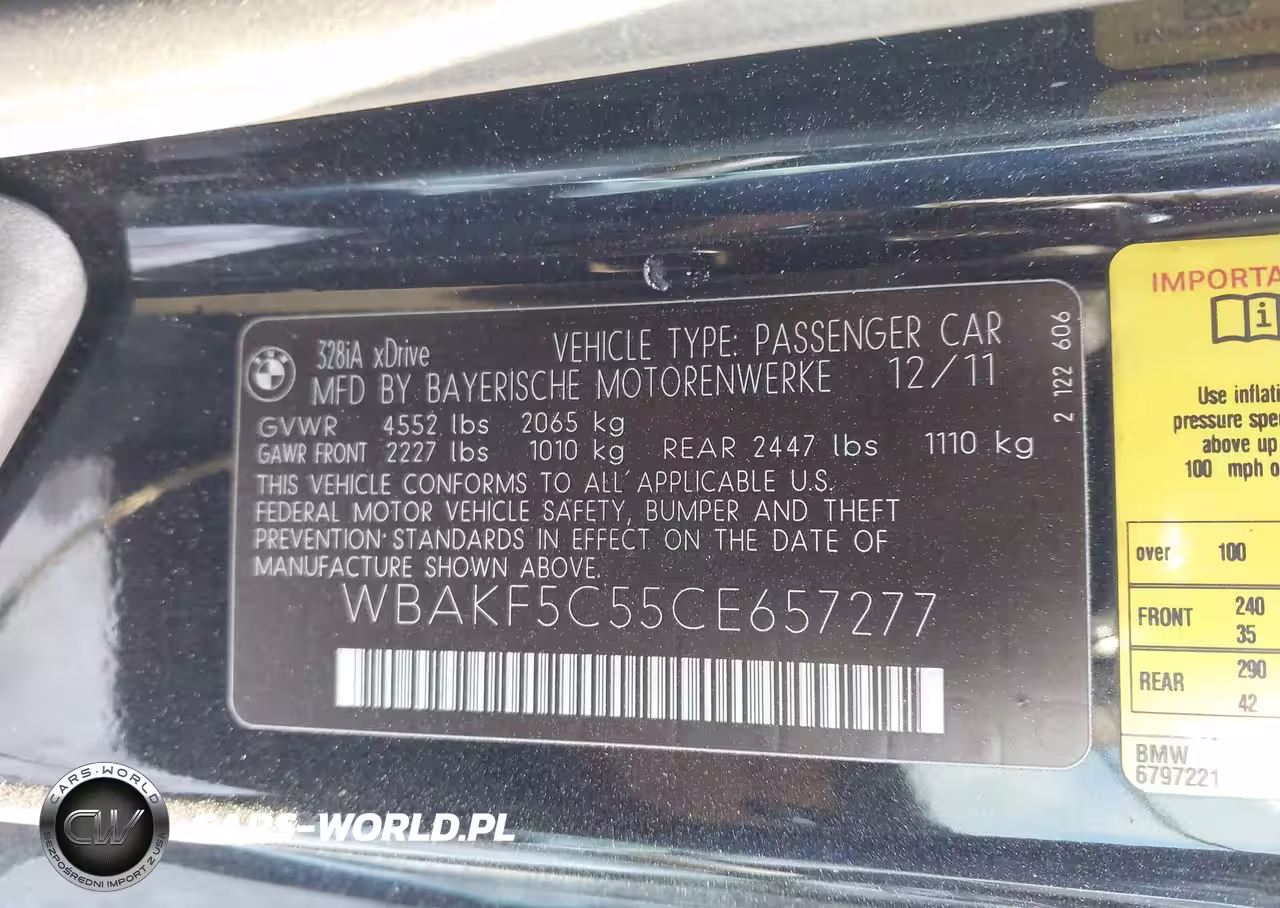 328iA xDrive
VEHICLE TYPE: PASSENGER CAR
MFD BY BAYERISCHE MOTORENWERKE 12/11
GVWR 4552 lbs 2065 kg
GAWR FRONT 2227 lbs 1010 kg REAR 2447 lbs 1110 kg
THIS VEHICLE CONFORMS TO ALL APPLICABLE U.S.
FEDERAL MOTOR VEHICLE SAFETY, BUMPER AND THEFT
PREVENTION STANDARDS IN EFFECT ON THE DATE OF
MANUFACTURE SHOWN ABOVE.
WBAKF5C55CE657277
2 122 606
IMPORTA
Use inflati
pressure spe
above up
100 mph o
over 100
FRONT 240
35
REAR 290
42
BMW
6797221
CARS-WORLD
CW
BEZPOŚREDNI IMPORT Z USA
CARS-WORLD.PL